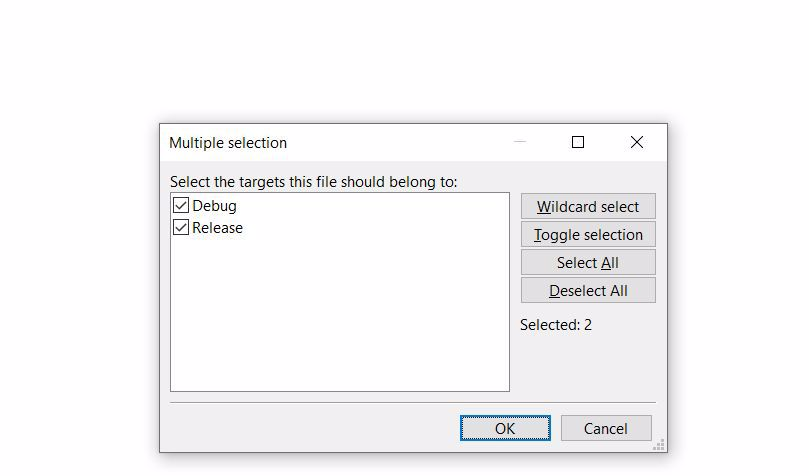 Multiple selection
Select the targets this file should belong to:
Debug
Release
Wildcard select
Toggle selection
Select All
Deselect All
Selected: 2
OK
Cancel